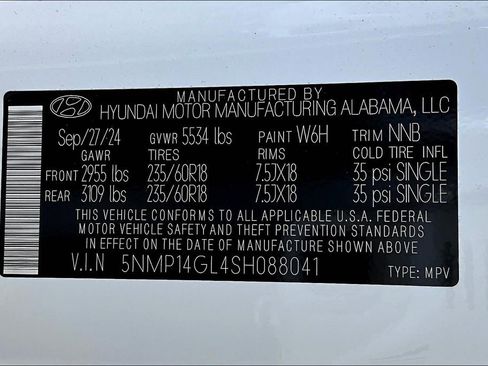 MANUFACTURED BY
HYUNDAI MOTOR MANUFACTURING ALABAMA, LLC
Sep/27/24 GVWR 5534 lbs PAINT W6H TRIM NNB
GAWR TIRES RIMS COLD TIRE INFL
FRONT 2955 lbs 235/60R18 7.5JX18 35 psi SINGLE
REAR 3109 lbs 235/60R18 7.5JX18 35 psi SINGLE
THIS VEHICLE CONFORMS TO ALL APPLICABLE U.S.A. FEDERAL
MOTOR VEHICLE SAFETY AND THEFT PREVENTION STANDARDS
IN EFFECT ON THE DATE OF MANUFACTURE SHOWN ABOVE.
V.I.N 5NMP14GL4SH088041 TYPE: MPV